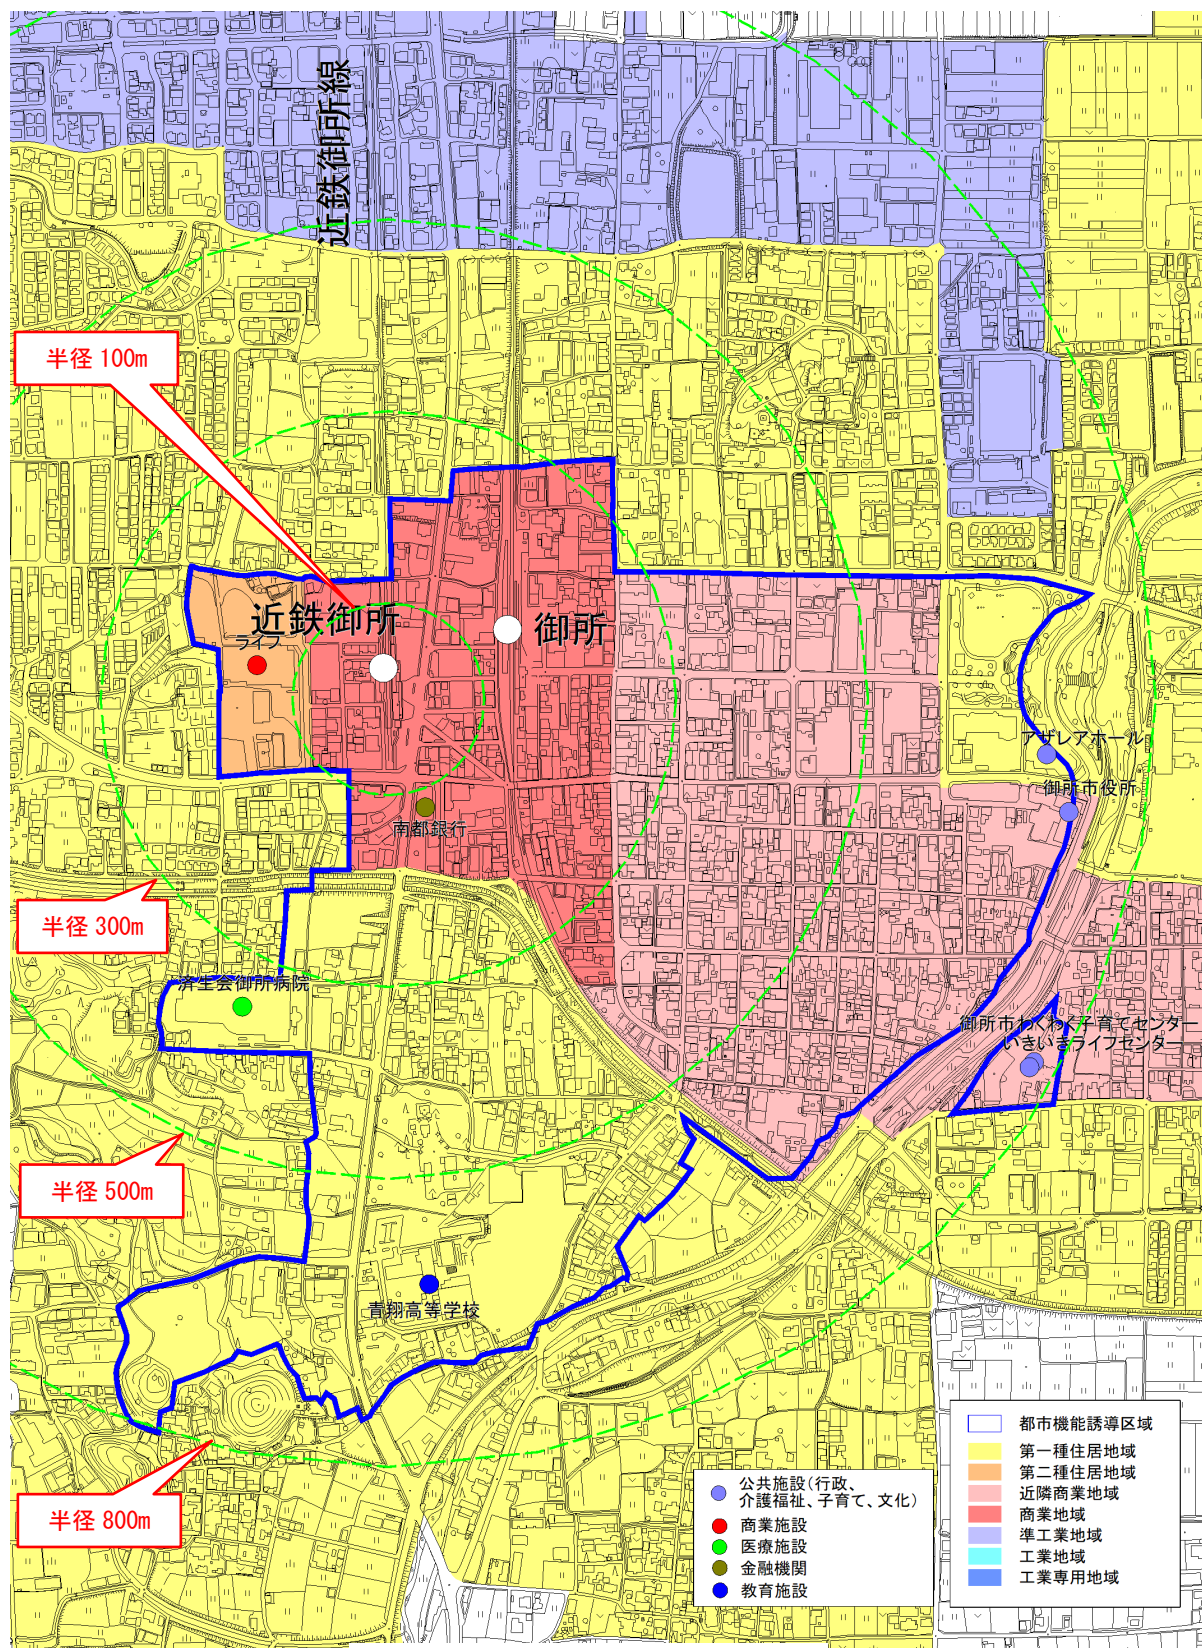 近鉄御所線
半径 100m
近鉄御所
御所
ライフ
アザレアホール
御所市役所
南都銀行
半径 300m
済生会御所病院
御所市わくわく子育てセンター
いきいきライフセンター
半径 500m
青翔高等学校
半径 800m
公共施設(行政、
介護福祉、子育て、文化)
商業施設
医療施設
金融機関
教育施設
都市機能誘導区域
第一種住居地域
第二種住居地域
近隣商業地域
商業地域
準工業地域
工業地域
工業専用地域